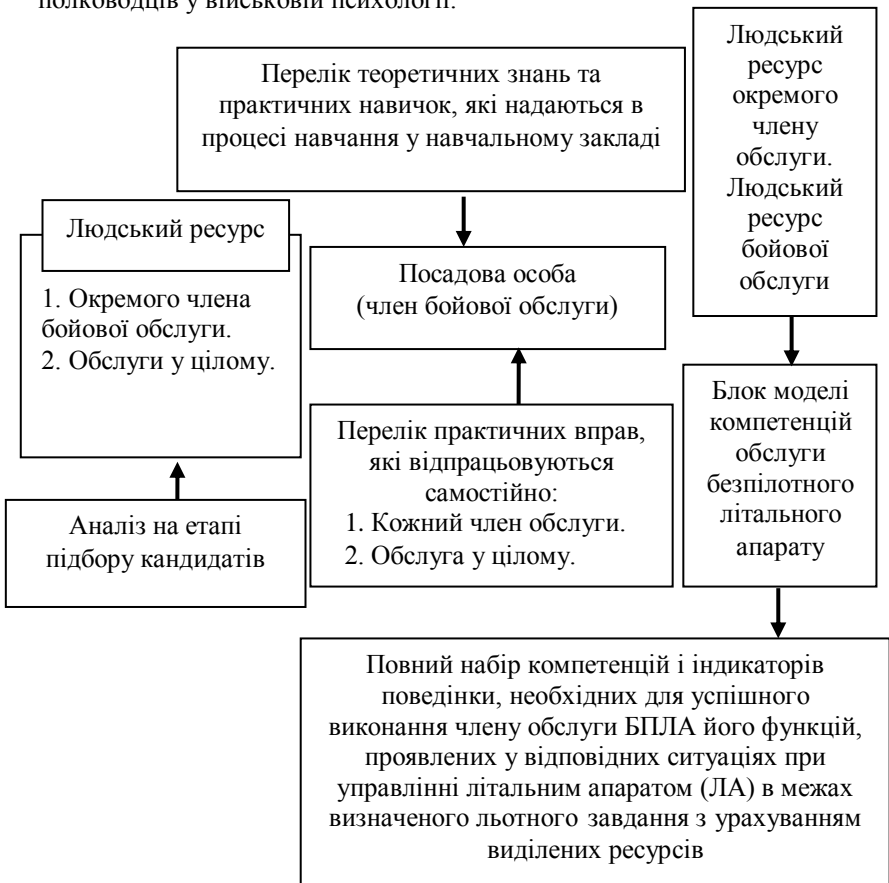 полководців у військовій психології.
Перелік теоретичних знань та
практичних навичок, які надаються в
процесі навчання у навчальному закладі
Людський
ресурс
окремого
члену
обслуги.
Людський
ресурс
бойової
обслуги
Людський ресурс
1. Окремого члена
бойової обслуги.
2. Обслуги у цілому.
Посадова особа
(член бойової обслуги)
Аналіз на етапі
підбору кандидатів
Перелік практичних вправ,
які відпрацьовуються
самостійно:
1. Кожний член обслуги.
2. Обслуга у цілому.
Блок моделі
компетенцій
обслуги
безпілотного
літального
апарату
Повний набір компетенцій і індикаторів
поведінки, необхідних для успішного
виконання члену обслуги БПЛА його функцій,
проявлених у відповідних ситуаціях при
управлінні літальним апаратом (ЛА) в межах
визначеного льотного завдання з урахуванням
виділених ресурсів